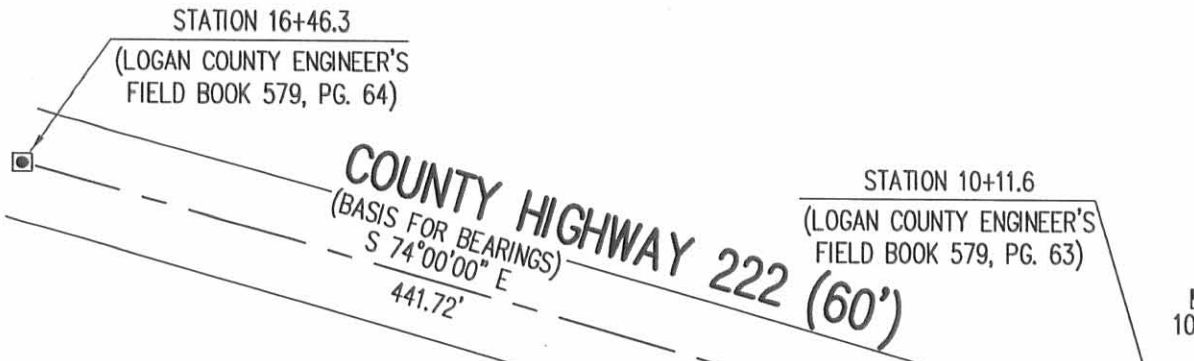 STATION 16+46.3
(LOGAN COUNTY ENGINEER'S
FIELD BOOK 579, PG. 64)
COUNTY HIGHWAY 222 (60')
(BASIS FOR BEARINGS)
S 74°00'00" E
441.72'
STATION 10+11.6
(LOGAN COUNTY ENGINEER'S
FIELD BOOK 579, PG. 63)
10